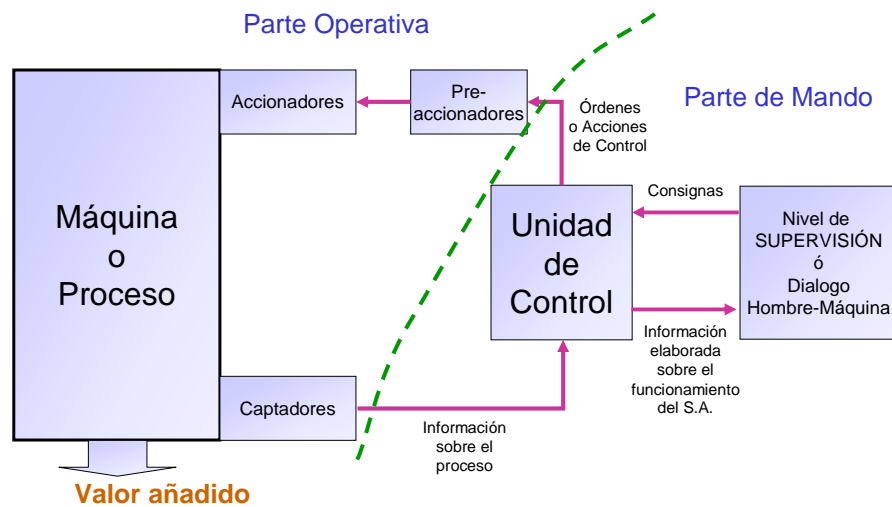 Parte Operativa
Parte de Mando
Accionadores
Pre-
accionadores
Órdenes
o Acciones
de Control
Máquina
o
Proceso
Unidad
de
Control
Consignas
Nivel de
SUPERVISIÓN
ó
Dialogo
Hombre-Máquina
Información
elaborada
sobre el
funcionamiento
del S.A.
Captadores
Información
sobre el
proceso
Valor añadido